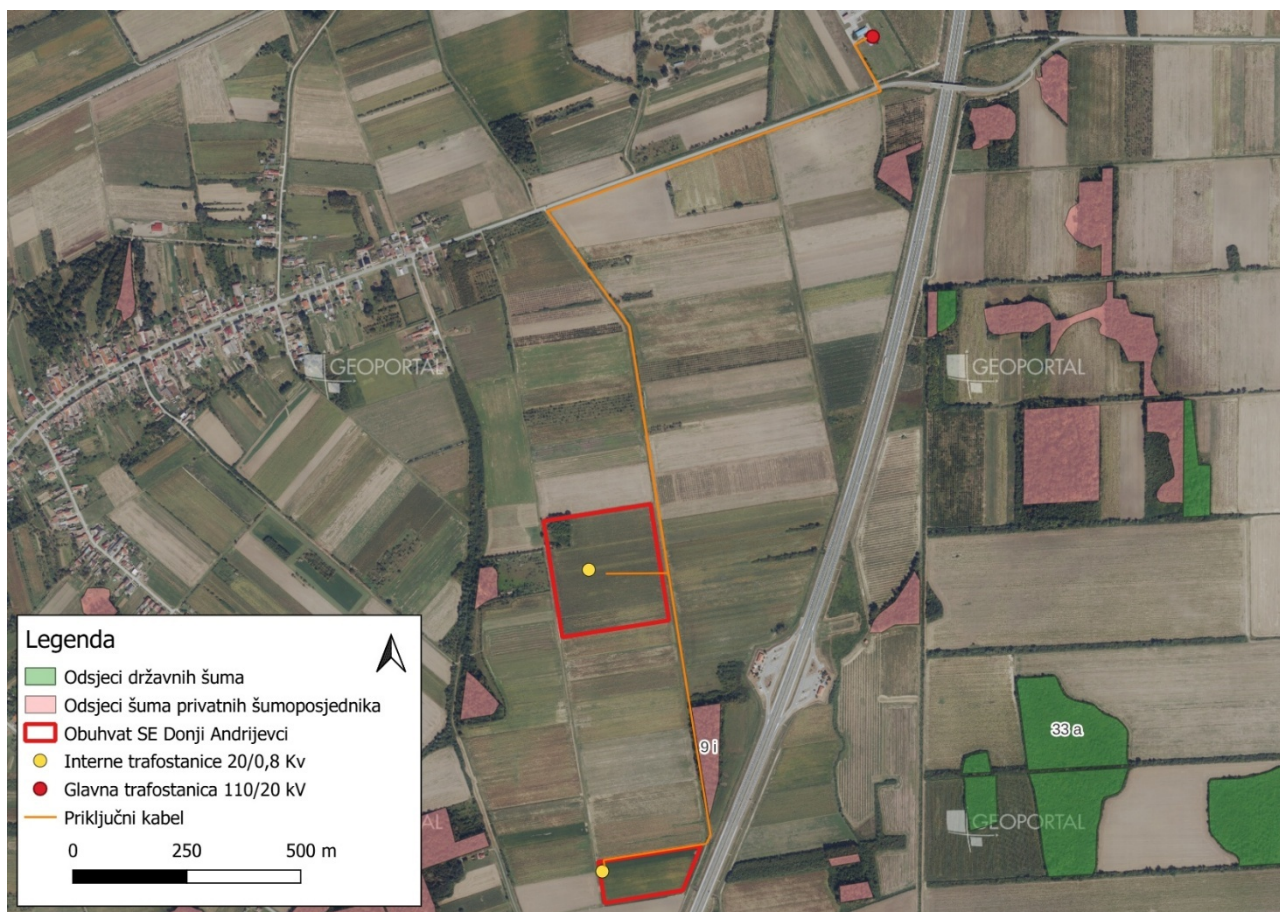 GEOPORTAL
GEOPORTAL
9 i
33 a
GEOPORTAL
Legenda
Odsjeci državnih šuma
Odsjeci šuma privatnih šumoposjednika
Obuhvat SE Donji Andrijevci
Interne trafostanice 20/0,8 Kv
Glavna trafostanica 110/20 kV
Priključni kabel
0 250 500 m